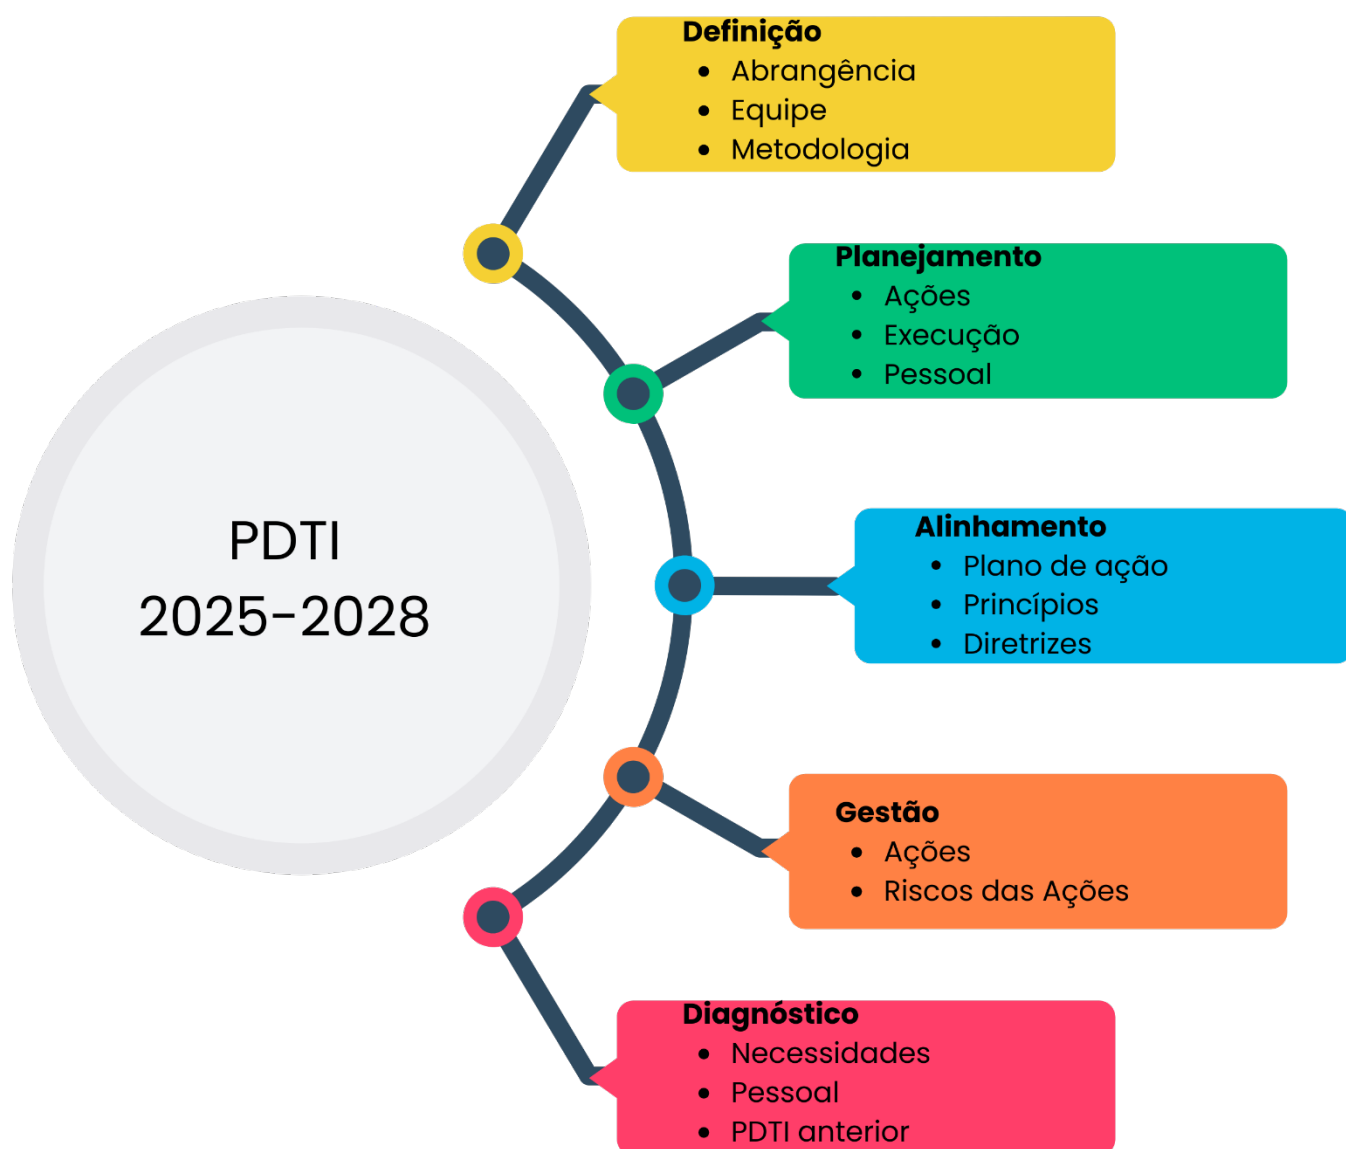 PDTI
2025-2028
Definição
• Abrangência
• Equipe
• Metodologia
Planejamento
• Ações
• Execução
• Pessoal
Alinhamento
• Plano de ação
• Princípios
• Diretrizes
Gestão
• Ações
• Riscos das Ações
Diagnóstico
• Necessidades
• Pessoal
• PDTI anterior